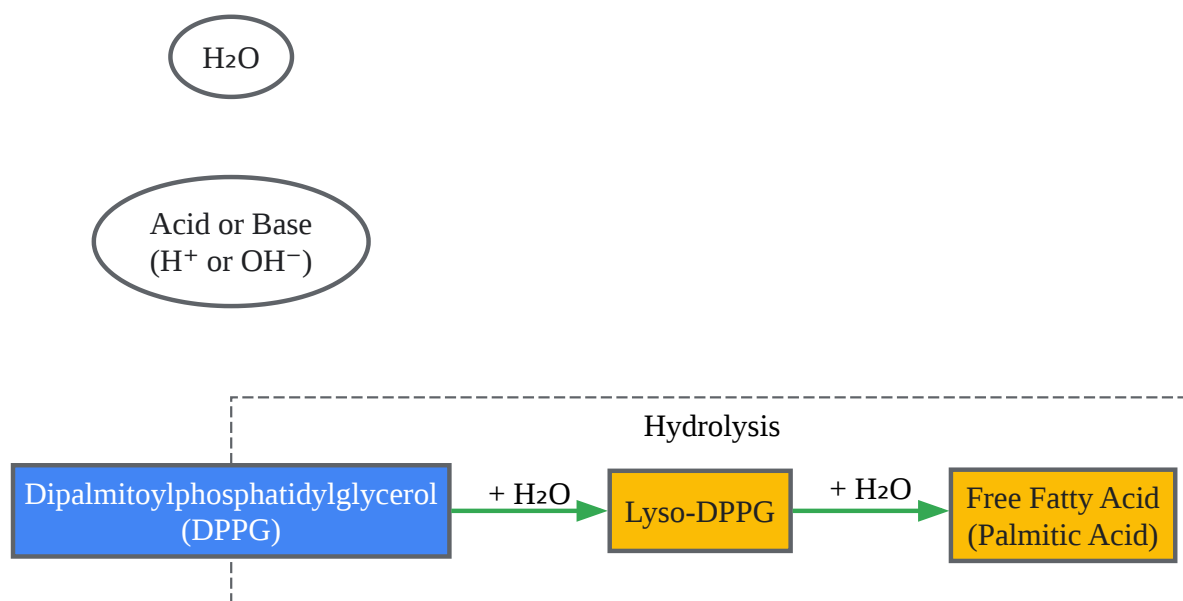 H₂O
Acid or Base
(H⁺ or OH⁻)
Hydrolysis
Dipalmitoylphosphatidylglycerol
(DPPG)
+ H₂O
Lyso-DPPG
+ H₂O
Free Fatty Acid
(Palmitic Acid)